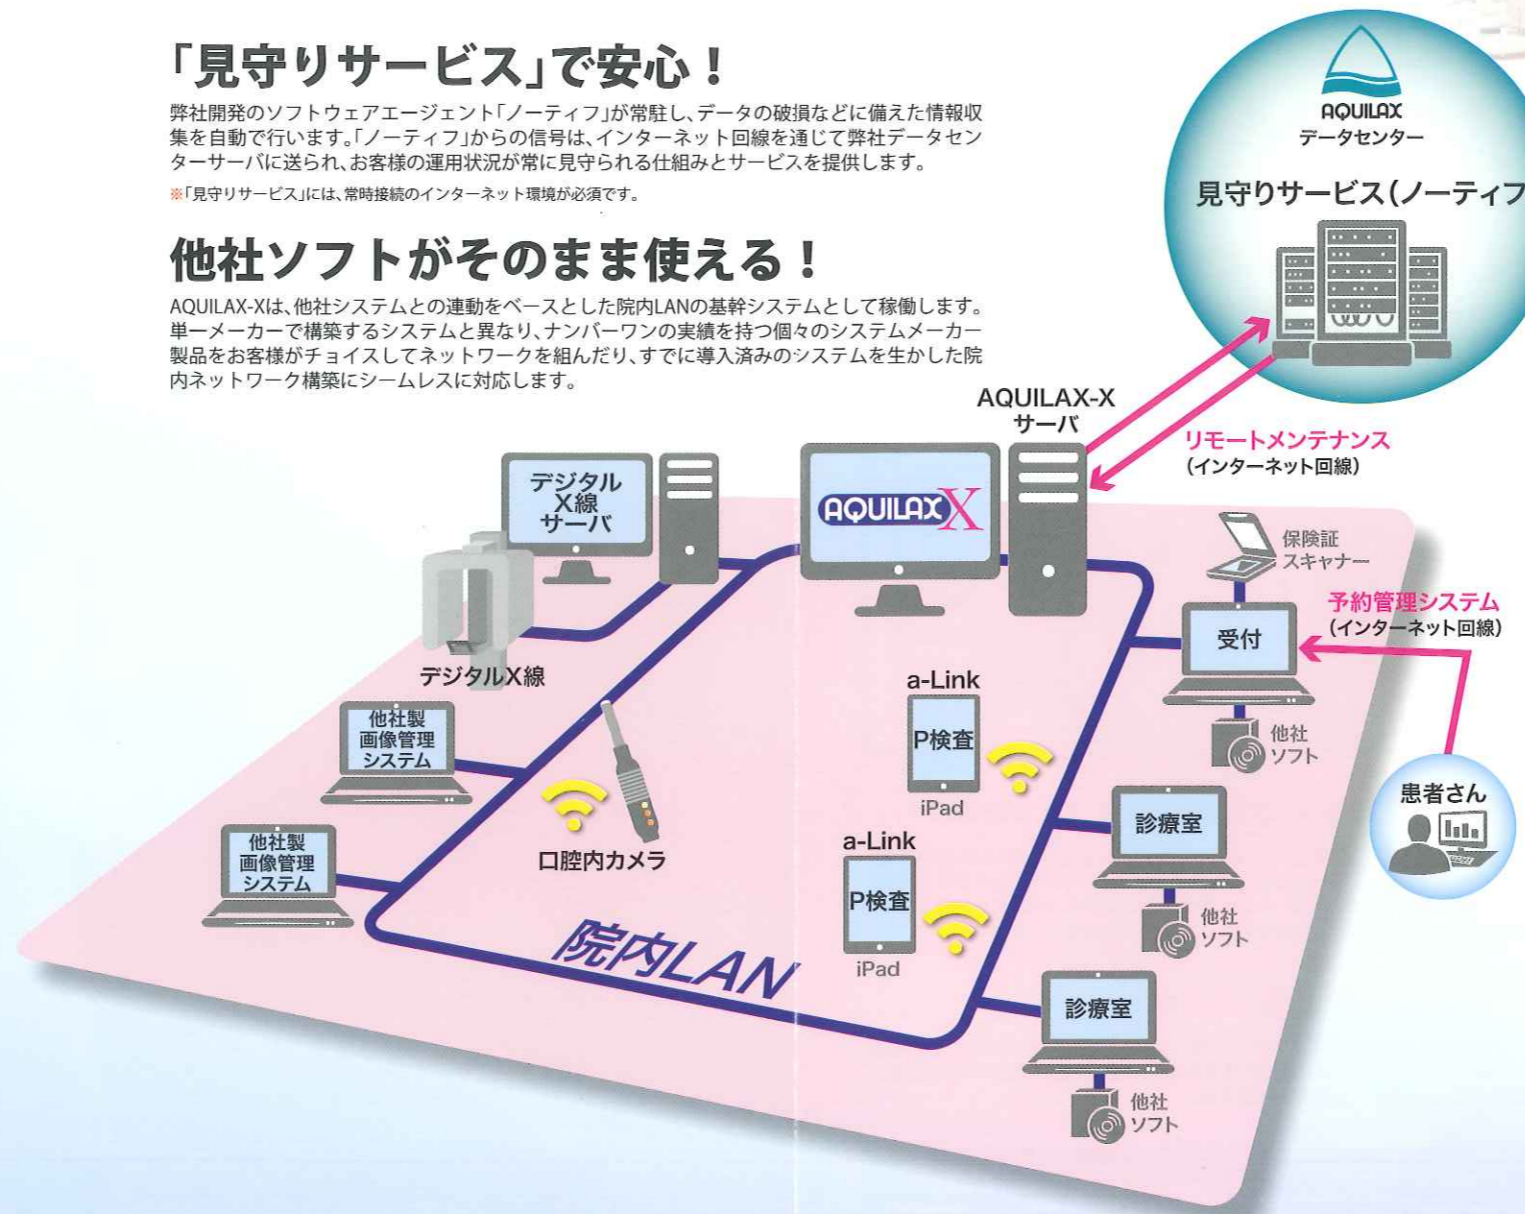 「見守りサービス」で安心！
弊社開発のソフトウェアエージェント「ノーティフ」が常駐し、データの破損などに備えた情報収
集を自動で行います。「ノーティフ」からの信号は、インターネット回線を通じて弊社データセン
ターサーバに送られ、お客様の運用状況が常に見守られる仕組みとサービスを提供します。
※「見守りサービス」には、常時接続のインターネット環境が必須です。
他社ソフトがそのまま使える！
AQUILAX-Xは、他社システムとの連動をベースとした院内LANの基幹システムとして稼働します。
単一メーカーで構築するシステムと異なり、ナンバーワンの実績を持つ個々のシステムメーカー
製品をお客様がチョイスしてネットワークを組んだり、すでに導入済みのシステムを生かした院
内ネットワーク構築にシームレスに対応します。
AQUILAX
データセンター
見守りサービス(ノーティフ
AQUILAX-X
サーバ
リモートメンテナンス
(インターネット回線)
デジタル
X線
サーバ
AQUILAX X
保険証
スキャナー
予約管理システム
(インターネット回線)
受付
デジタルX線
a-Link
P検査
iPad
他社製
画像管理
システム
他社
ソフト
患者さん
診療室
口腔内カメラ
a-Link
P検査
iPad
他社製
画像管理
システム
他社
ソフト
院内LAN
診療室
他社
ソフト